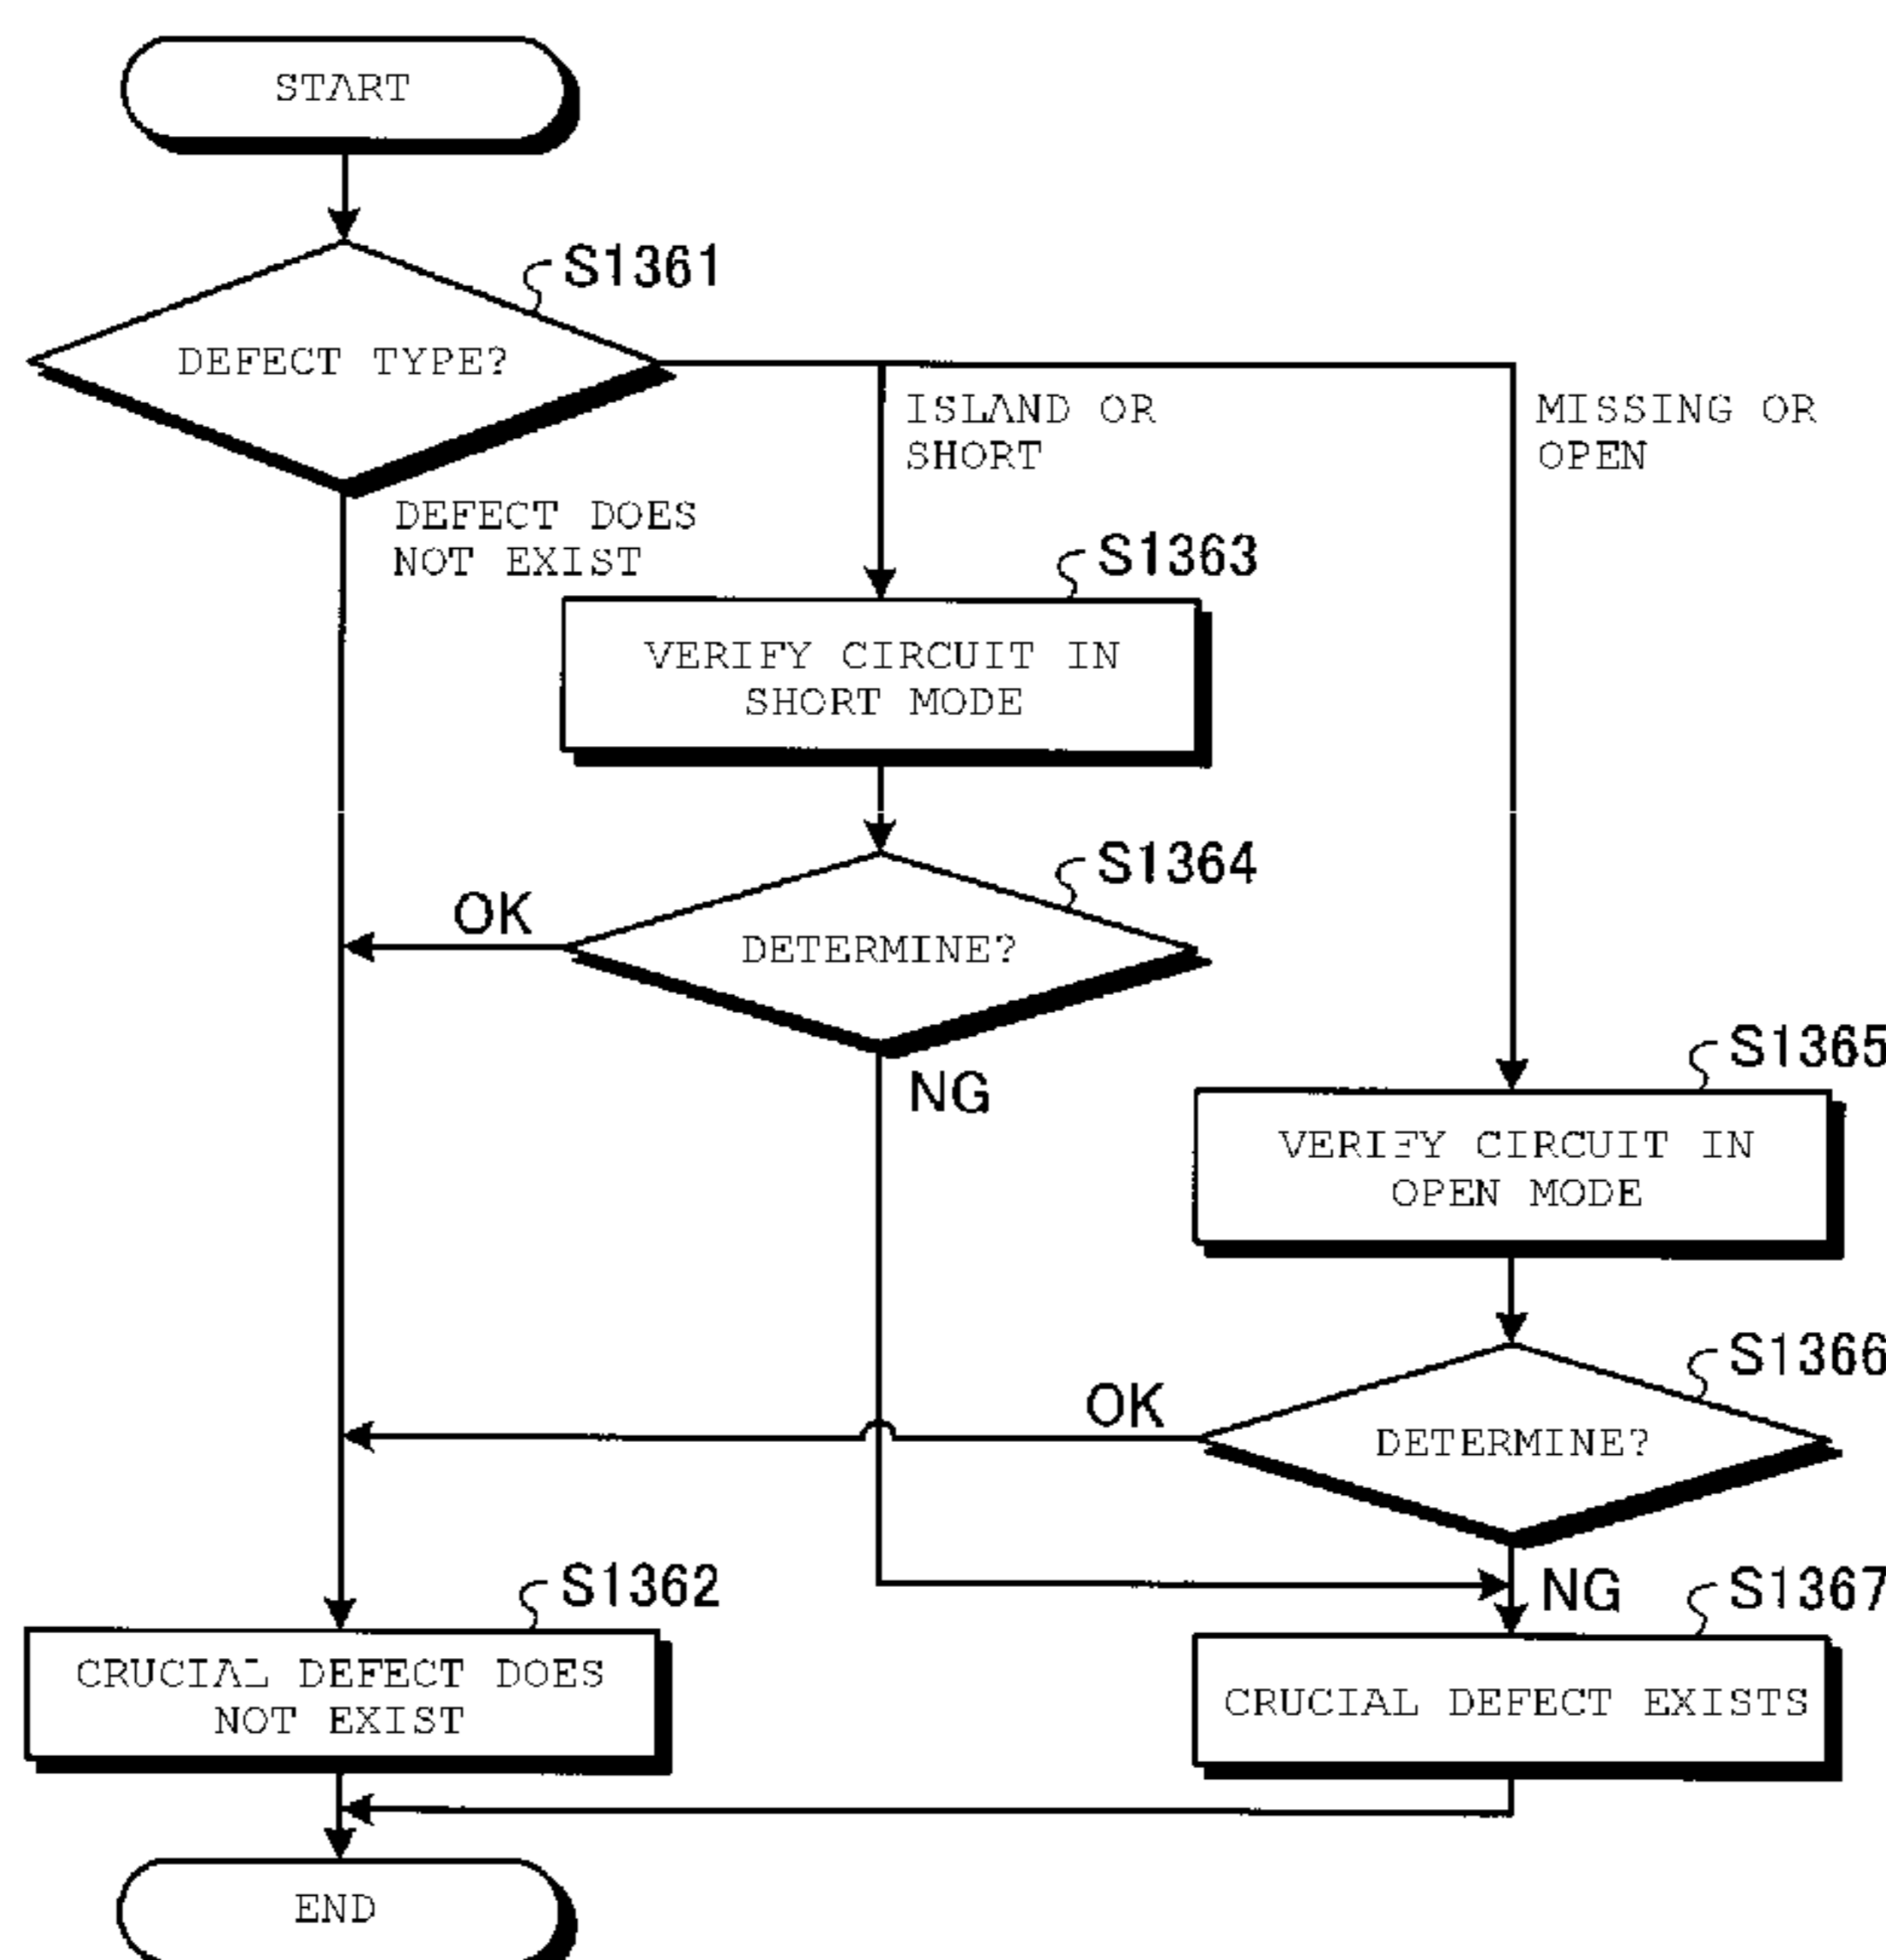 START
S1361
DEFECT TYPE?
ISLAND OR
SHORT
MISSING OR
OPEN
DEFECT DOES
NOT EXIST
S1363
VERIFY CIRCUIT IN
SHORT MODE
S1364
OK
DETERMINE?
NG
S1365
VERIFY CIRCUIT IN
OPEN MODE
S1366
OK
DETERMINE?
NG
S1362
S1367
CRUCIAL DEFECT DOES
NOT EXIST
CRUCIAL DEFECT EXISTS
END